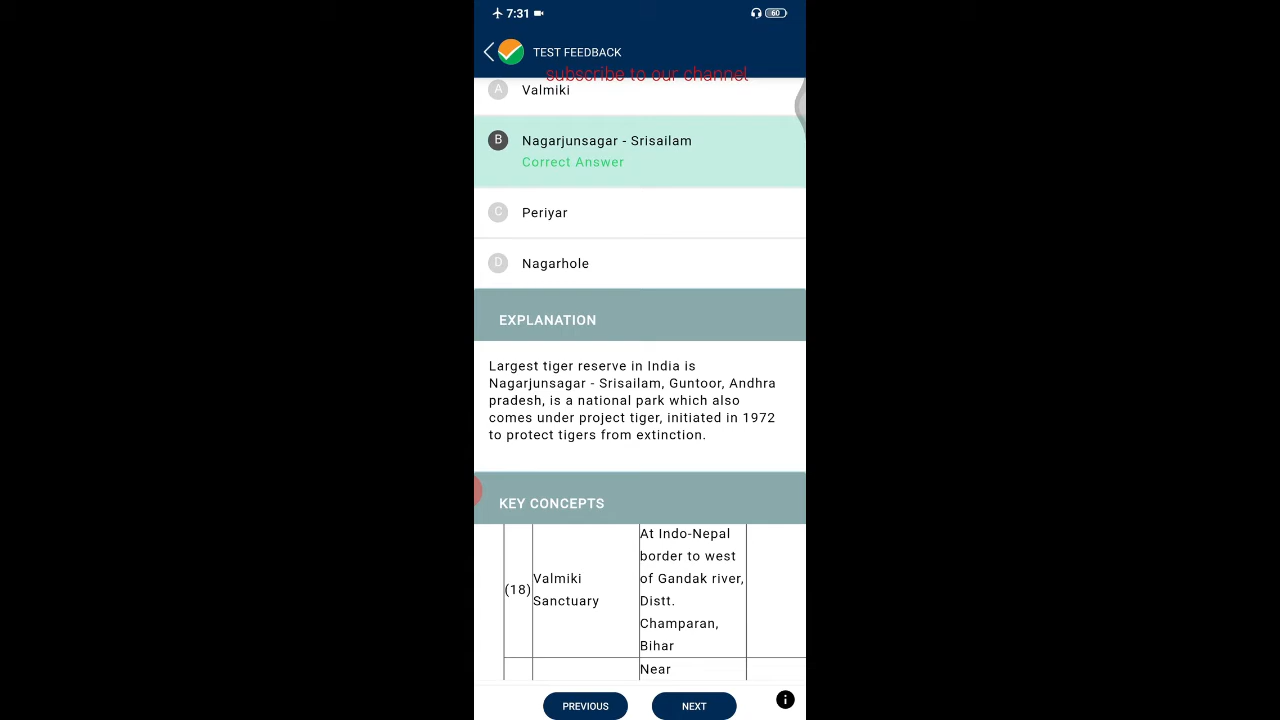 7:31
60
TEST FEEDBACK
subscribe to our channel
A Valmiki
B Nagarjunsagar - Srisailam
Correct Answer
C Periyar
D Nagarhole
EXPLANATION
Largest tiger reserve in India is
Nagarjunsagar - Srisailam, Guntoor, Andhra
pradesh, is a national park which also
comes under project tiger, initiated in 1972
to protect tigers from extinction.
KEY CONCEPTS
At Indo-Nepal
border to west
Valmiki of Gandak river,
(18)
Sanctuary Distt.
Champaran,
Bihar
Near
PREVIOUS NEXT